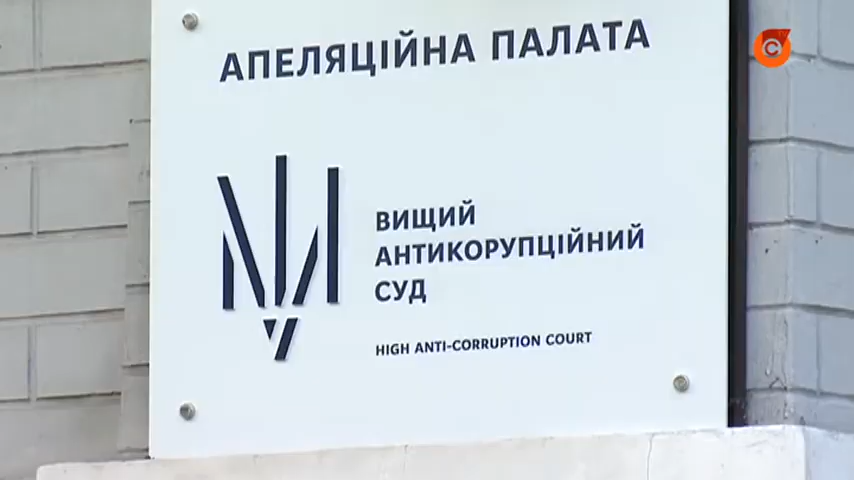 АПЕЛЯЦІЙНА ПАЛАТА
ВИЩИЙ
АНТИКОРУПЦІЙНИЙ
СУД
HIGH ANTI-CORRUPTION COURT